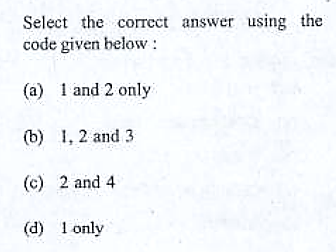 Select the correct answer using the
code given below :
(a) 1 and 2 only
(b) 1, 2 and 3
(c) 2 and 4
(d) 1 only